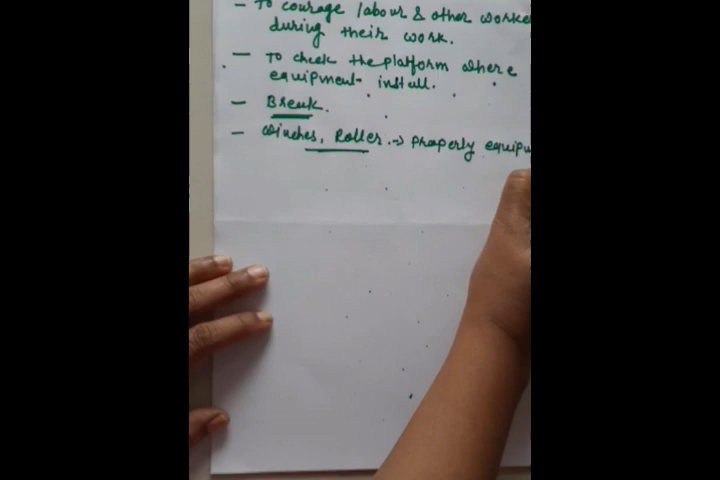 - To courage labour & other worke
during their work.
- To check the platform where
equipment install.
- Break.
- Winches, Roller -> Properly equipu